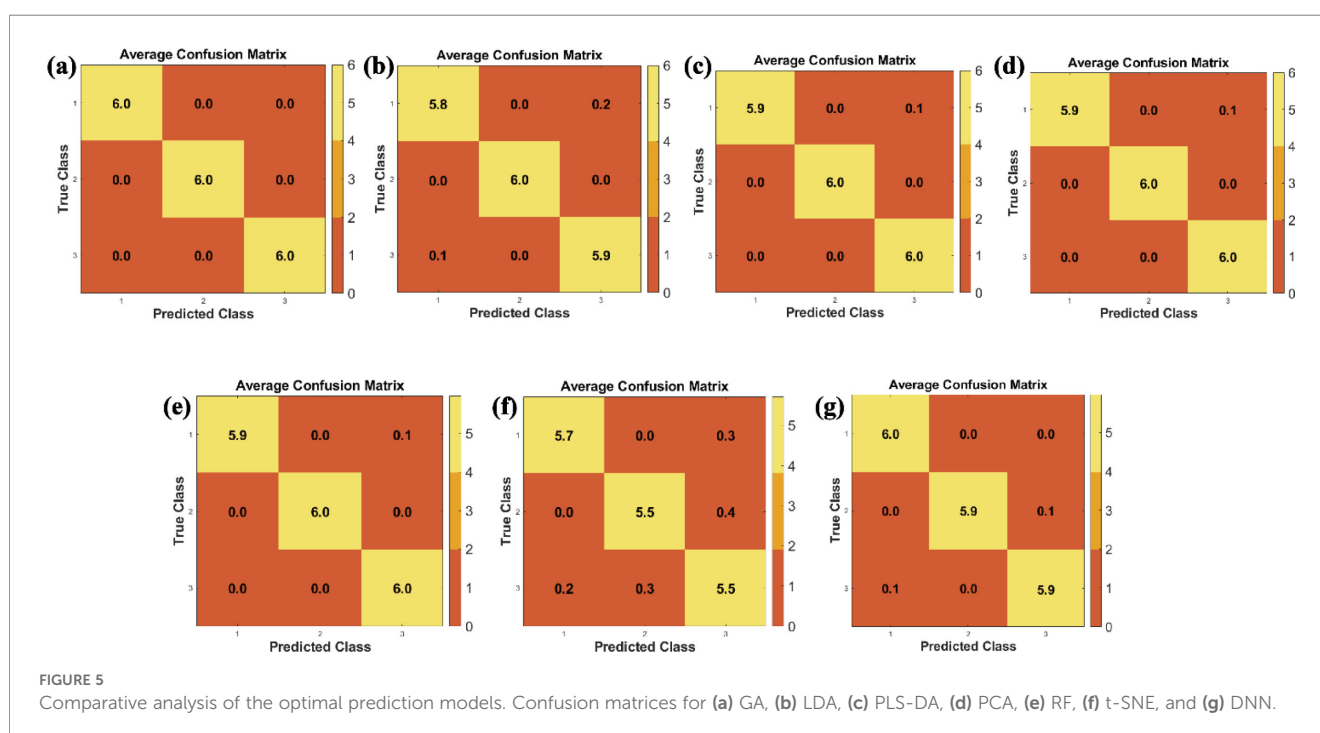 (a)
Average Confusion Matrix
True Class
1 6.0 0.0 0.0
2 0.0 6.0 0.0
3 0.0 0.0 6.0
1 2 3
Predicted Class
6
5
4
3
2
1
0
(b)
Average Confusion Matrix
True Class
1 5.8 0.0 0.2
2 0.0 6.0 0.0
3 0.1 0.0 5.9
1 2 3
Predicted Class
6
5
4
3
2
1
0
(c)
Average Confusion Matrix
True Class
1 5.9 0.0 0.1
2 0.0 6.0 0.0
3 0.0 0.0 6.0
1 2 3
Predicted Class
6
5
4
3
2
1
0
(d)
Average Confusion Matrix
True Class
1 5.9 0.0 0.1
2 0.0 6.0 0.0
3 0.0 0.0 6.0
1 2 3
Predicted Class
6
5
4
3
2
1
0
(e)
Average Confusion Matrix
True Class
1 5.9 0.0 0.1
2 0.0 6.0 0.0
3 0.0 0.0 6.0
1 2 3
Predicted Class
5
4
3
2
1
0
(f)
Average Confusion Matrix
True Class
1 5.7 0.0 0.3
2 0.0 5.5 0.4
3 0.2 0.3 5.5
1 2 3
Predicted Class
5
4
3
2
1
0
(g)
Average Confusion Matrix
True Class
1 6.0 0.0 0.0
2 0.0 5.9 0.1
3 0.1 0.0 5.9
1 2 3
Predicted Class
5
4
3
2
1
0
FIGURE 5
Comparative analysis of the optimal prediction models. Confusion matrices for (a) GA, (b) LDA, (c) PLS-DA, (d) PCA, (e) RF, (f) t-SNE, and (g) DNN.